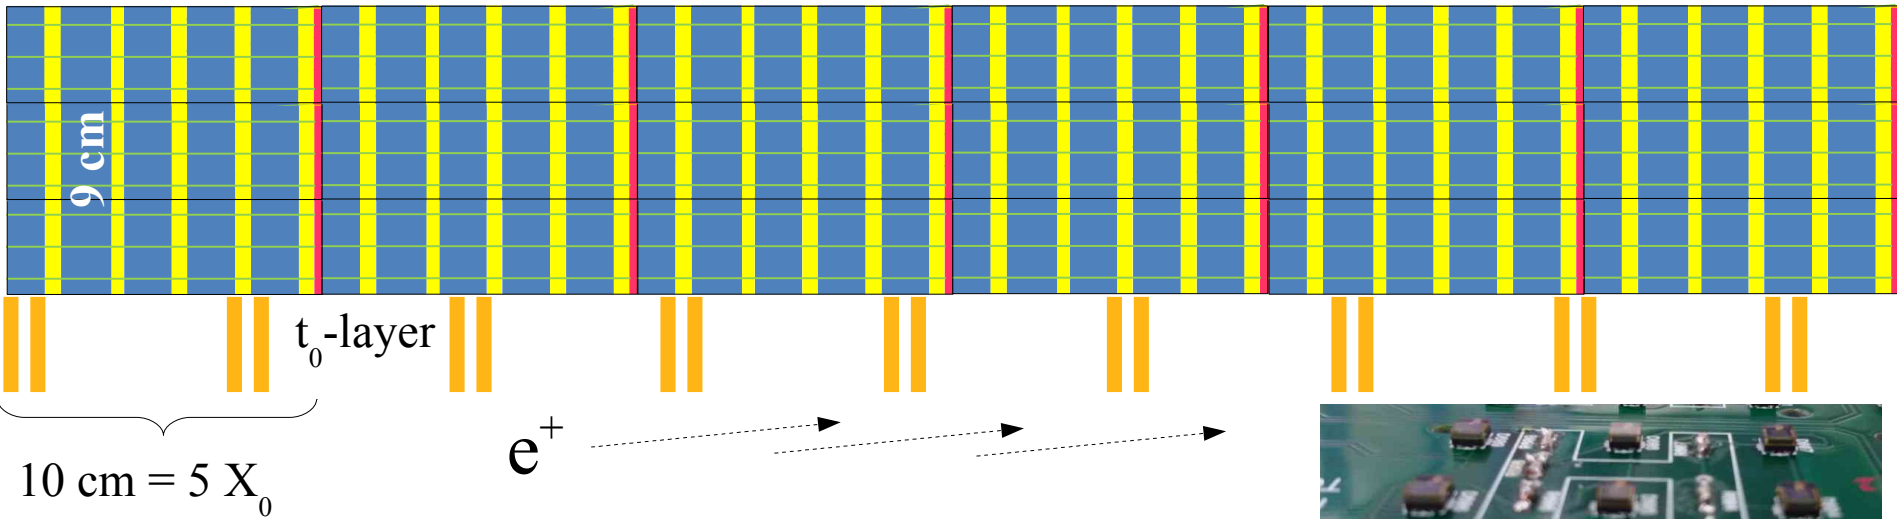 9 cm
t₀-layer
e⁺
10 cm = 5 X₀